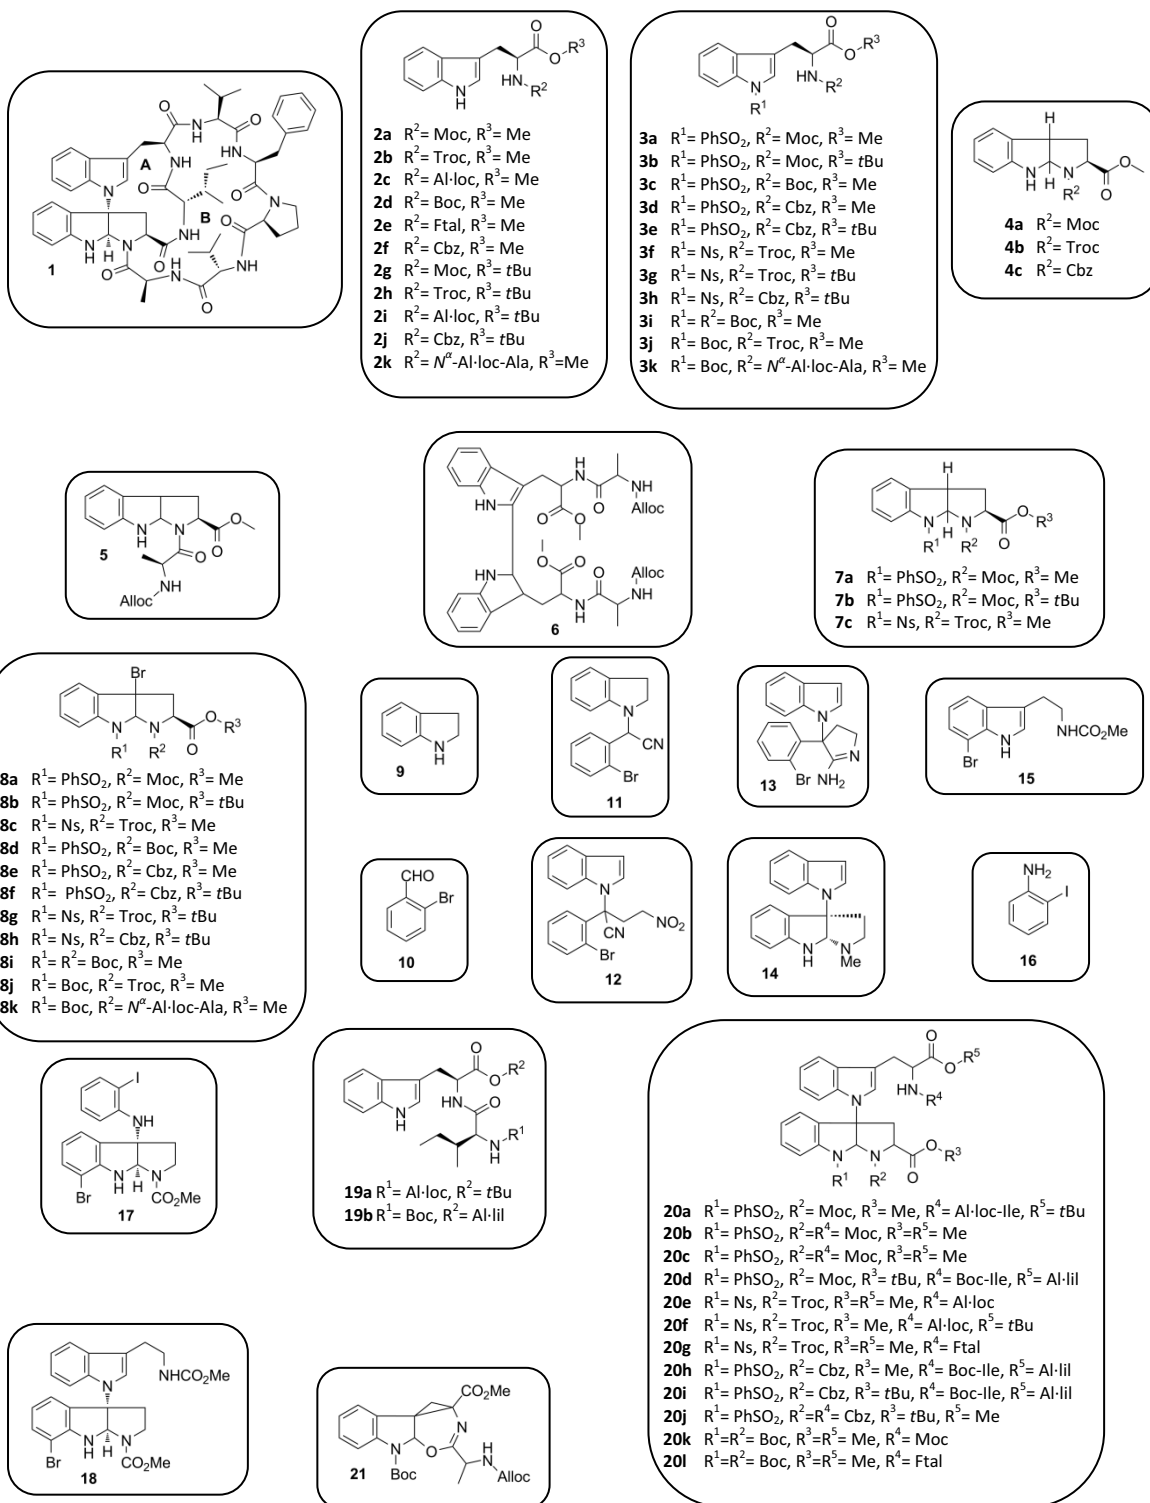 1
A
B
2a R²= Moc, R³= Me
2b R²= Troc, R³= Me
2c R²= Al·loc, R³= Me
2d R²= Boc, R³= Me
2e R²= Ftal, R³= Me
2f R²= Cbz, R³= Me
2g R²= Moc, R³= tBu
2h R²= Troc, R³= tBu
2i R²= Al·loc, R³= tBu
2j R²= Cbz, R³= tBu
2k R²= Nα-Al·loc-Ala, R³=Me
3a R¹= PhSO₂, R²= Moc, R³= Me
3b R¹= PhSO₂, R²= Moc, R³= tBu
3c R¹= PhSO₂, R²= Boc, R³= Me
3d R¹= PhSO₂, R²= Cbz, R³= Me
3e R¹= PhSO₂, R²= Cbz, R³= tBu
3f R¹= Ns, R²= Troc, R³= Me
3g R¹= Ns, R²= Troc, R³= tBu
3h R¹= Ns, R²= Cbz, R³= tBu
3i R¹= R²= Boc, R³= Me
3j R¹= Boc, R²= Troc, R³= Me
3k R¹= Boc, R²= Nα-Al·loc-Ala, R³= Me
4a R²= Moc
4b R²= Troc
4c R²= Cbz
5
Alloc
6
Alloc
Alloc
7a R¹= PhSO₂, R²= Moc, R³= Me
7b R¹= PhSO₂, R²= Moc, R³= tBu
7c R¹= Ns, R²= Troc, R³= Me
Br
8a R¹= PhSO₂, R²= Moc, R³= Me
8b R¹= PhSO₂, R²= Moc, R³= tBu
8c R¹= Ns, R²= Troc, R³= Me
8d R¹= PhSO₂, R²= Boc, R³= Me
8e R¹= PhSO₂, R²= Cbz, R³= Me
8f R¹= PhSO₂, R²= Cbz, R³= tBu
8g R¹= Ns, R²= Troc, R³= tBu
8h R¹= Ns, R²= Cbz, R³= tBu
8i R¹= R²= Boc, R³= Me
8j R¹= Boc, R²= Troc, R³= Me
8k R¹= Boc, R²= Nα-Al·loc-Ala, R³= Me
9
CHO
Br
10
N
CN
Br
11
N
CN
NO₂
Br
12
N
N
Br NH₂
13
N
N
H
N
Me
14
NHCO₂Me
Br
N
H
15
NH₂
I
16
I
NH
Br
N
H
H
N
CO₂Me
17
NHCO₂Me
N
Br
N
H
H
N
CO₂Me
18
19a R¹= Al·loc, R²= tBu
19b R¹= Boc, R²= Al·lil
20a R¹= PhSO₂, R²= Moc, R³= Me, R⁴= Al·loc-Ile, R⁵= tBu
20b R¹= PhSO₂, R²=R⁴= Moc, R³=R⁵= Me
20c R¹= PhSO₂, R²=R⁴= Moc, R³=R⁵= Me
20d R¹= PhSO₂, R²= Moc, R³= tBu, R⁴= Boc-Ile, R⁵= Al·lil
20e R¹= Ns, R²= Troc, R³=R⁵= Me, R⁴= Al·loc
20f R¹= Ns, R²= Troc, R³= Me, R⁴= Al·loc, R⁵= tBu
20g R¹= Ns, R²= Troc, R³=R⁵= Me, R⁴= Ftal
20h R¹= PhSO₂, R²= Cbz, R³= Me, R⁴= Boc-Ile, R⁵= Al·lil
20i R¹= PhSO₂, R²= Cbz, R³= tBu, R⁴= Boc-Ile, R⁵= Al·lil
20j R¹= PhSO₂, R²=R⁴= Cbz, R³= tBu, R⁵= Me
20k R¹=R²= Boc, R³=R⁵= Me, R⁴= Moc
20l R¹=R²= Boc, R³=R⁵= Me, R⁴= Ftal
CO₂Me
N
N
Boc
O
H
N
Alloc
21